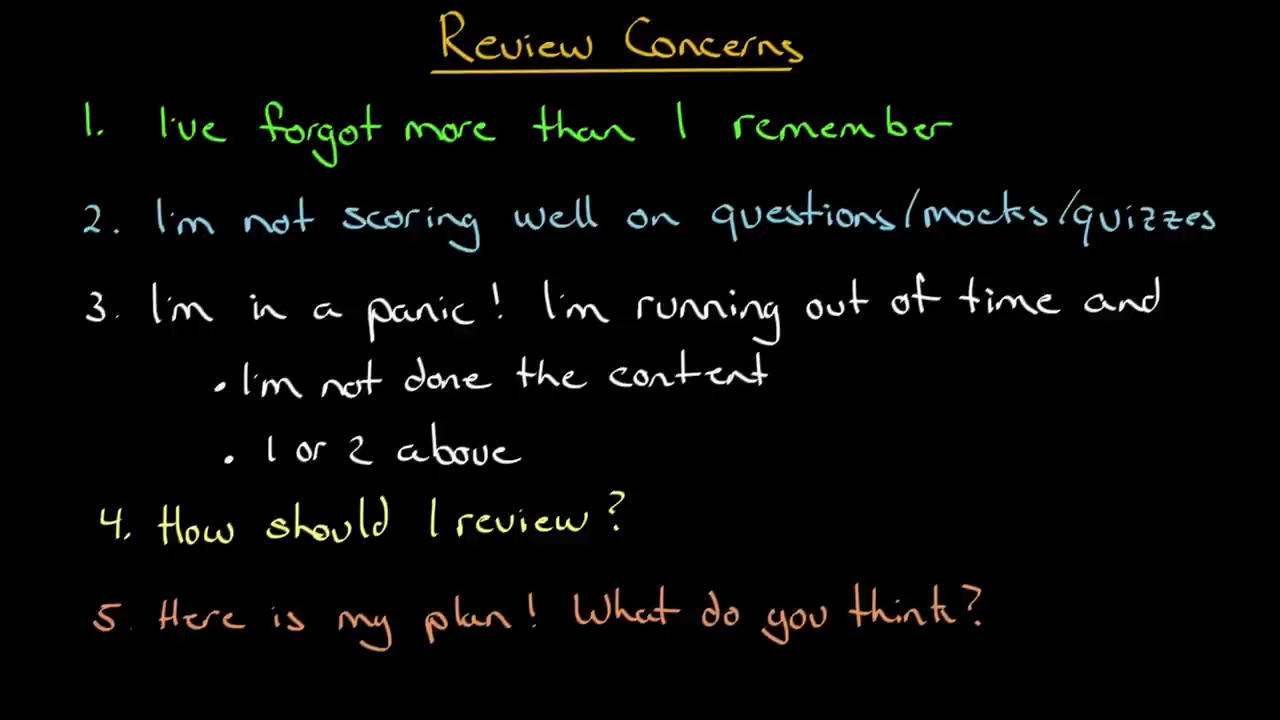 Review Concerns
1. I've forgot more than I remember
2. I'm not scoring well on questions/mocks/quizzes
3. I'm in a panic! I'm running out of time and
• I'm not done the content
• 1 or 2 above
4. How should I review?
5. Here is my plan! What do you think?